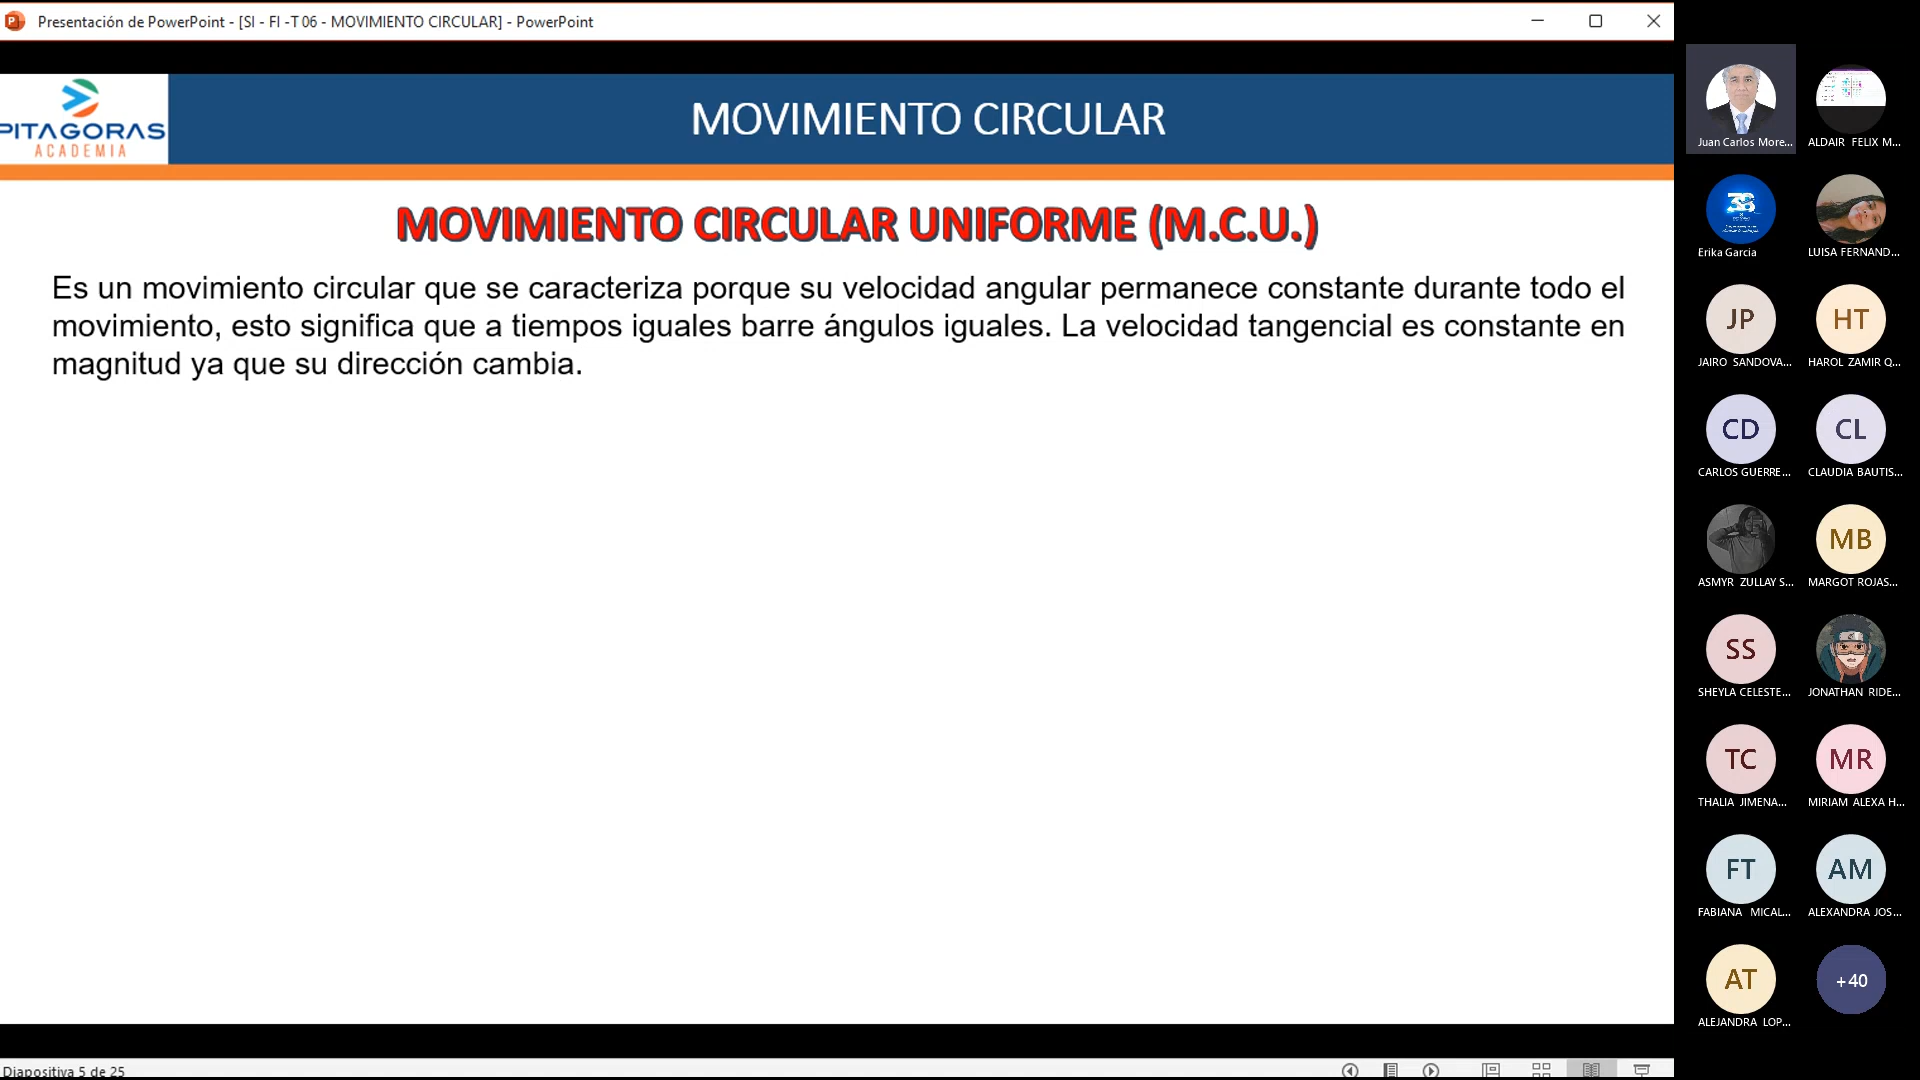 Presentación de PowerPoint - [SI - FI -T 06 - MOVIMIENTO CIRCULAR] - PowerPoint
PITAGORAS
ACADEMIA
MOVIMIENTO CIRCULAR
MOVIMIENTO CIRCULAR UNIFORME (M.C.U.)
Es un movimiento circular que se caracteriza porque su velocidad angular permanece constante durante todo el
movimiento, esto significa que a tiempos iguales barre ángulos iguales. La velocidad tangencial es constante en
magnitud ya que su dirección cambia.
Diapositiva 5 de 25
Juan Carlos More...
ALDAIR FELIX M...
Erika Garcia
LUISA FERNAND...
JP
HT
JAIRO SANDOVA...
HAROL ZAMIR Q...
CD
CL
CARLOS GUERRE...
CLAUDIA BAUTIS...
MB
ASMYR ZULLAY S...
MARGOT ROJAS...
SS
SHEYLA CELESTE...
JONATHAN RIDE...
TC
MR
THALIA JIMENA...
MIRIAM ALEXA H...
FT
AM
FABIANA MICAL...
ALEXANDRA JOS...
AT
+40
ALEJANDRA LOP...